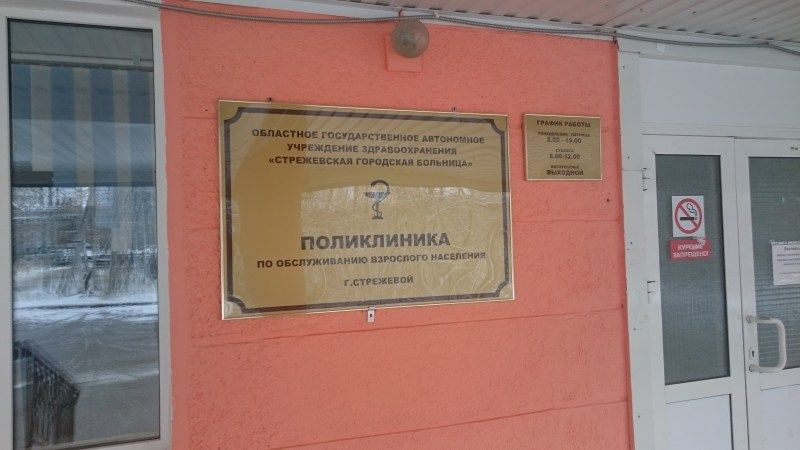 ОБЛАСТНОЕ ГОСУДАРСТВЕННОЕ АВТОНОМНОЕ
УЧРЕЖДЕНИЕ ЗДРАВООХРАНЕНИЯ
«СТРЕЖЕВСКАЯ ГОРОДСКАЯ БОЛЬНИЦА»
ПОЛИКЛИНИКА
ПО ОБСЛУЖИВАНИЮ ВЗРОСЛОГО НАСЕЛЕНИЯ
Г.СТРЕЖЕВОЙ
ГРАФИК РАБОТЫ
ПОНЕДЕЛЬНИК, ПЯТНИЦА
8.00 - 19.00
СУББОТА
8.00-12.00
ВОСКРЕСЕНЬЕ
ВЫХОДНОЙ
КУРЕНИЕ
ЗАПРЕЩЕНО!